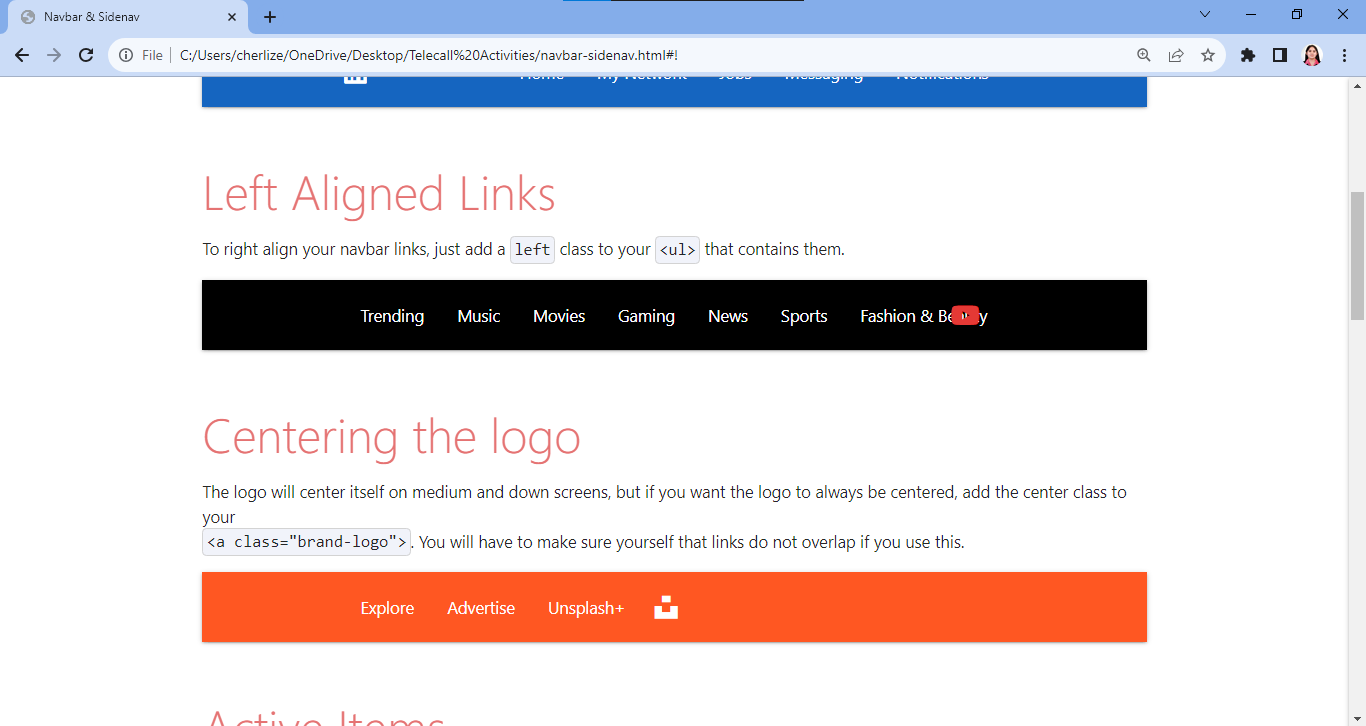 Navbar & Sidenav
File
C:/Users/cherlize/OneDrive/Desktop/Telecall%20Activities/navbar-sidenav.html#!
Home My Network Jobs Messaging Notifications
Left Aligned Links
To right align your navbar links, just add a left class to your <ul> that contains them.
Trending Music Movies Gaming News Sports Fashion &
Centering the logo
The logo will center itself on medium and down screens, but if you want the logo to always be centered, add the center class to
your
<a class="brand-logo">. You will have to make sure yourself that links do not overlap if you use this.
Explore Advertise Unsplash+
Active Items